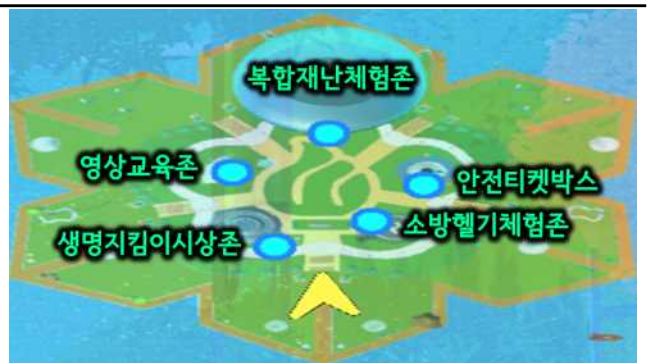 복합재난체험존
영상교육존
안전티켓박스
소방헬기체험존
생명지킴이시상존